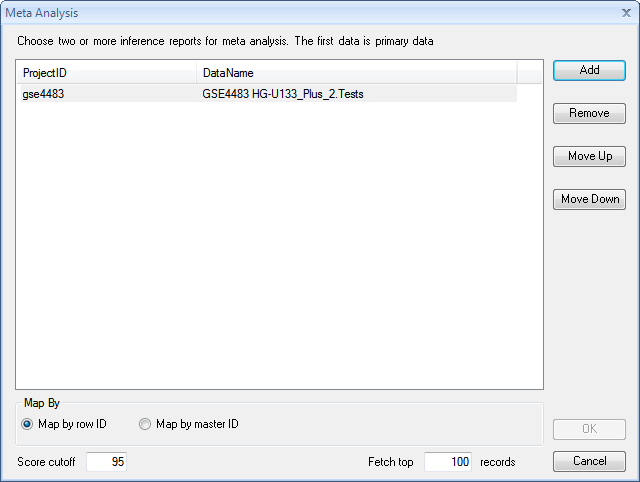 Meta Analysis
Choose two or more inference reports for meta analysis. The first data is primary data
ProjectID DataName
gse4483 GSE4483 HG-U133_Plus_2.Tests
Add
Remove
Move Up
Move Down
Map By
Map by row ID Map by master ID
OK
Score cutoff 95 Fetch top 100 records
Cancel